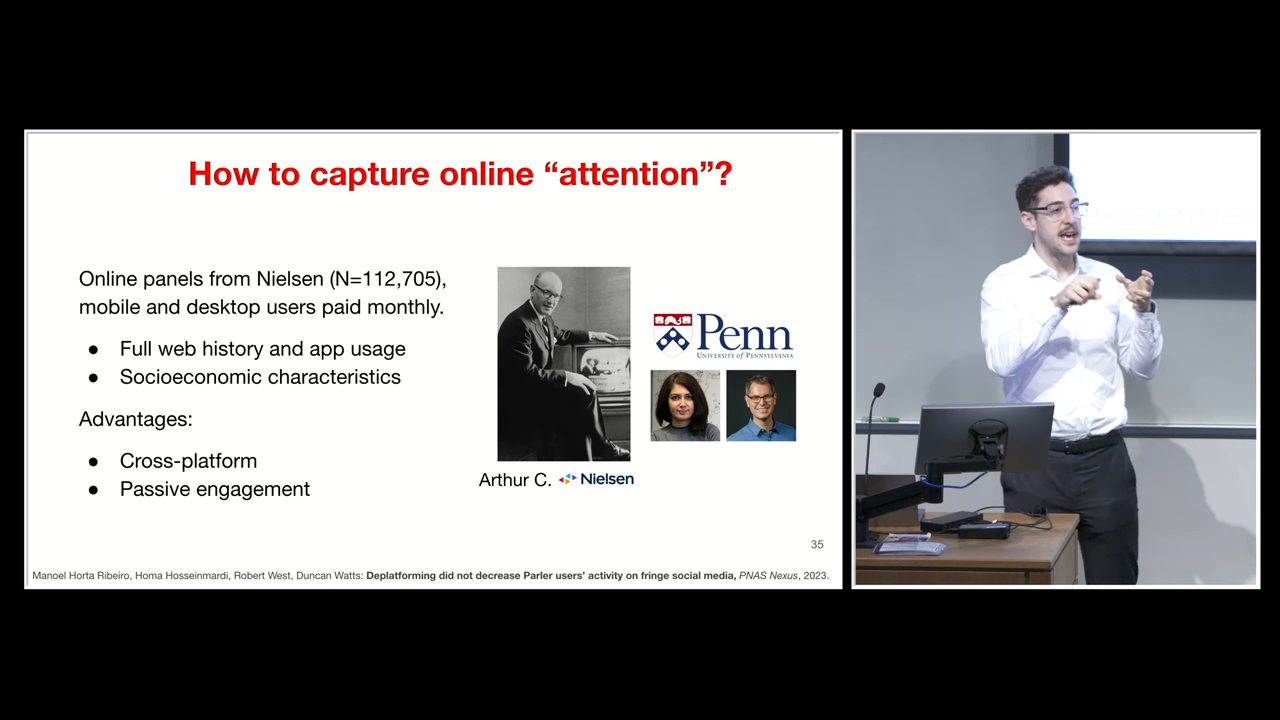 How to capture online “attention”?
Online panels from Nielsen (N=112,705),
mobile and desktop users paid monthly.
● Full web history and app usage
● Socioeconomic characteristics
Advantages:
● Cross-platform
● Passive engagement
Penn
UNIVERSITY of PENNSYLVANIA
Arthur C. Nielsen
35
Manoel Horta Ribeiro, Homa Hosseinmardi, Robert West, Duncan Watts: Deplatforming did not decrease Parler users’ activity on fringe social media, PNAS Nexus, 2023.
Manoel Horta Ribeiro